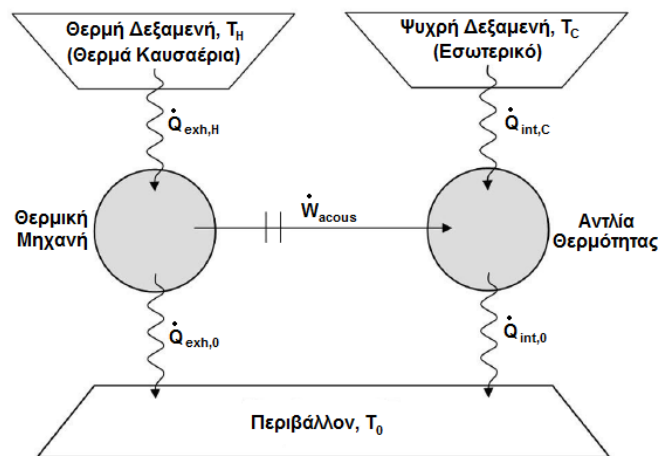 Θερμή Δεξαμενή, T_H
(Θερμά Καυσαέρια)
Ψυχρή Δεξαμενή, T_C
(Εσωτερικό)
Q̇_exh,H
Q̇_int,C
Θερμική
Μηχανή
Ẇ_acous
Αντλία
Θερμότητας
Q̇_exh,0
Q̇_int,0
Περιβάλλον, T_0